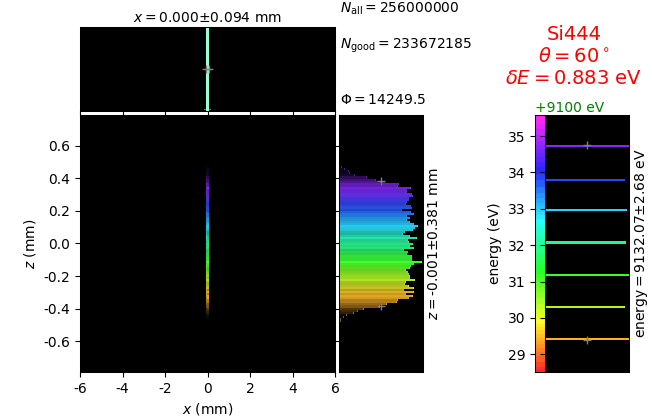 x = 0.000±0.094 mm
N_all = 256000000
N_good = 233672185
Φ = 14249.5
Si444
θ = 60°
δE = 0.883 eV
+9100 eV
z (mm)
0.6
0.4
0.2
0.0
-0.2
-0.4
-0.6
-6 -4 -2 0 2 4 6
x (mm)
z = -0.001±0.381 mm
energy (eV)
35
34
33
32
31
30
29
energy = 9132.07±2.68 eV